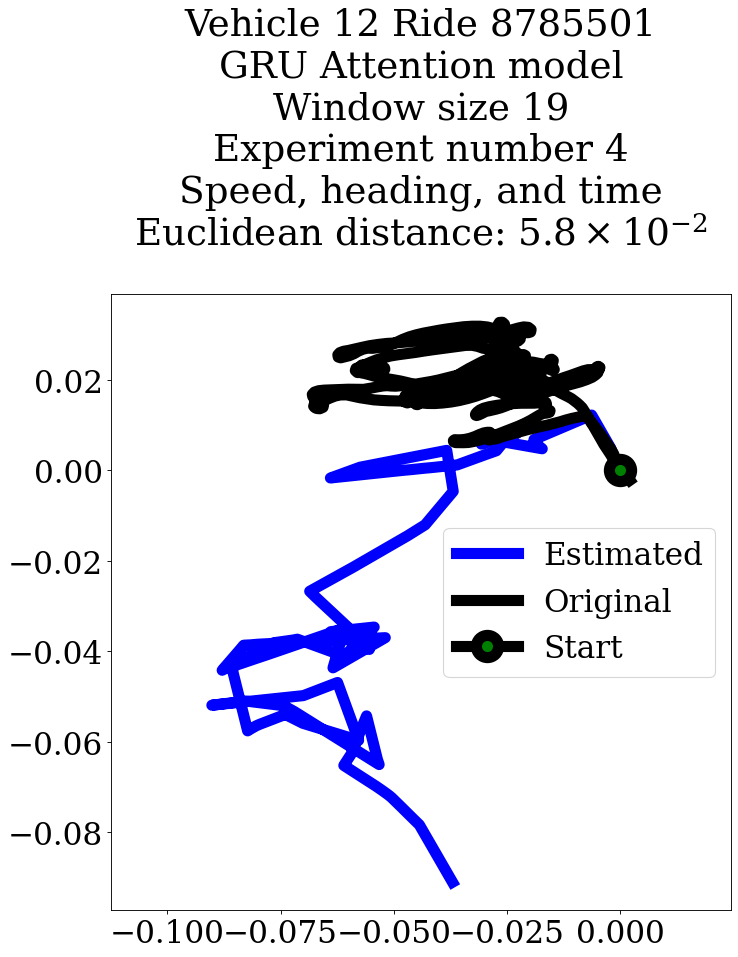 Vehicle 12 Ride 8785501
GRU Attention model
Window size 19
Experiment number 4
Speed, heading, and time
Euclidean distance: 5.8 × 10⁻²
0.02
0.00
−0.02
−0.04
−0.06
−0.08
Estimated
Original
Start
−0.100 −0.075 −0.050 −0.025 0.000